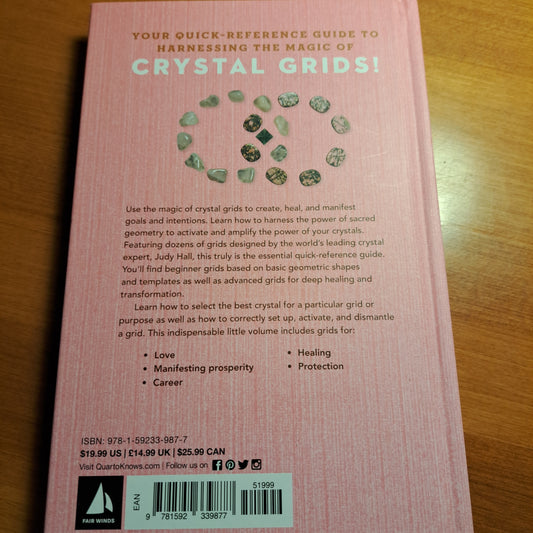 YOUR QUICK-REFERENCE GUIDE TO
HARNESSING THE MAGIC OF
CRYSTAL GRIDS!
Use the magic of crystal grids to create, heal, and manifest
goals and intentions. Learn how to harness the power of sacred
geometry to activate and amplify the power of your crystals.
Featuring dozens of grids designed by the world's leading crystal
expert, Judy Hall, this truly is the essential quick-reference guide.
You'll find beginner grids based on basic geometric shapes
and templates as well as advanced grids for deep healing and
transformation.
Learn how to select the best crystal for a particular grid or
purpose as well as how to correctly set up, activate, and dismantle
a grid. This indispensable little volume includes grids for:
• Love
• Manifesting prosperity
• Career
• Healing
• Protection
ISBN: 978-1-59233-987-7
$19.99 US | £14.99 UK | $25.99 CAN
Visit QuartoKnows.com | Follow us on
FAIR WINDS
EAN
51999
9 781592 339877